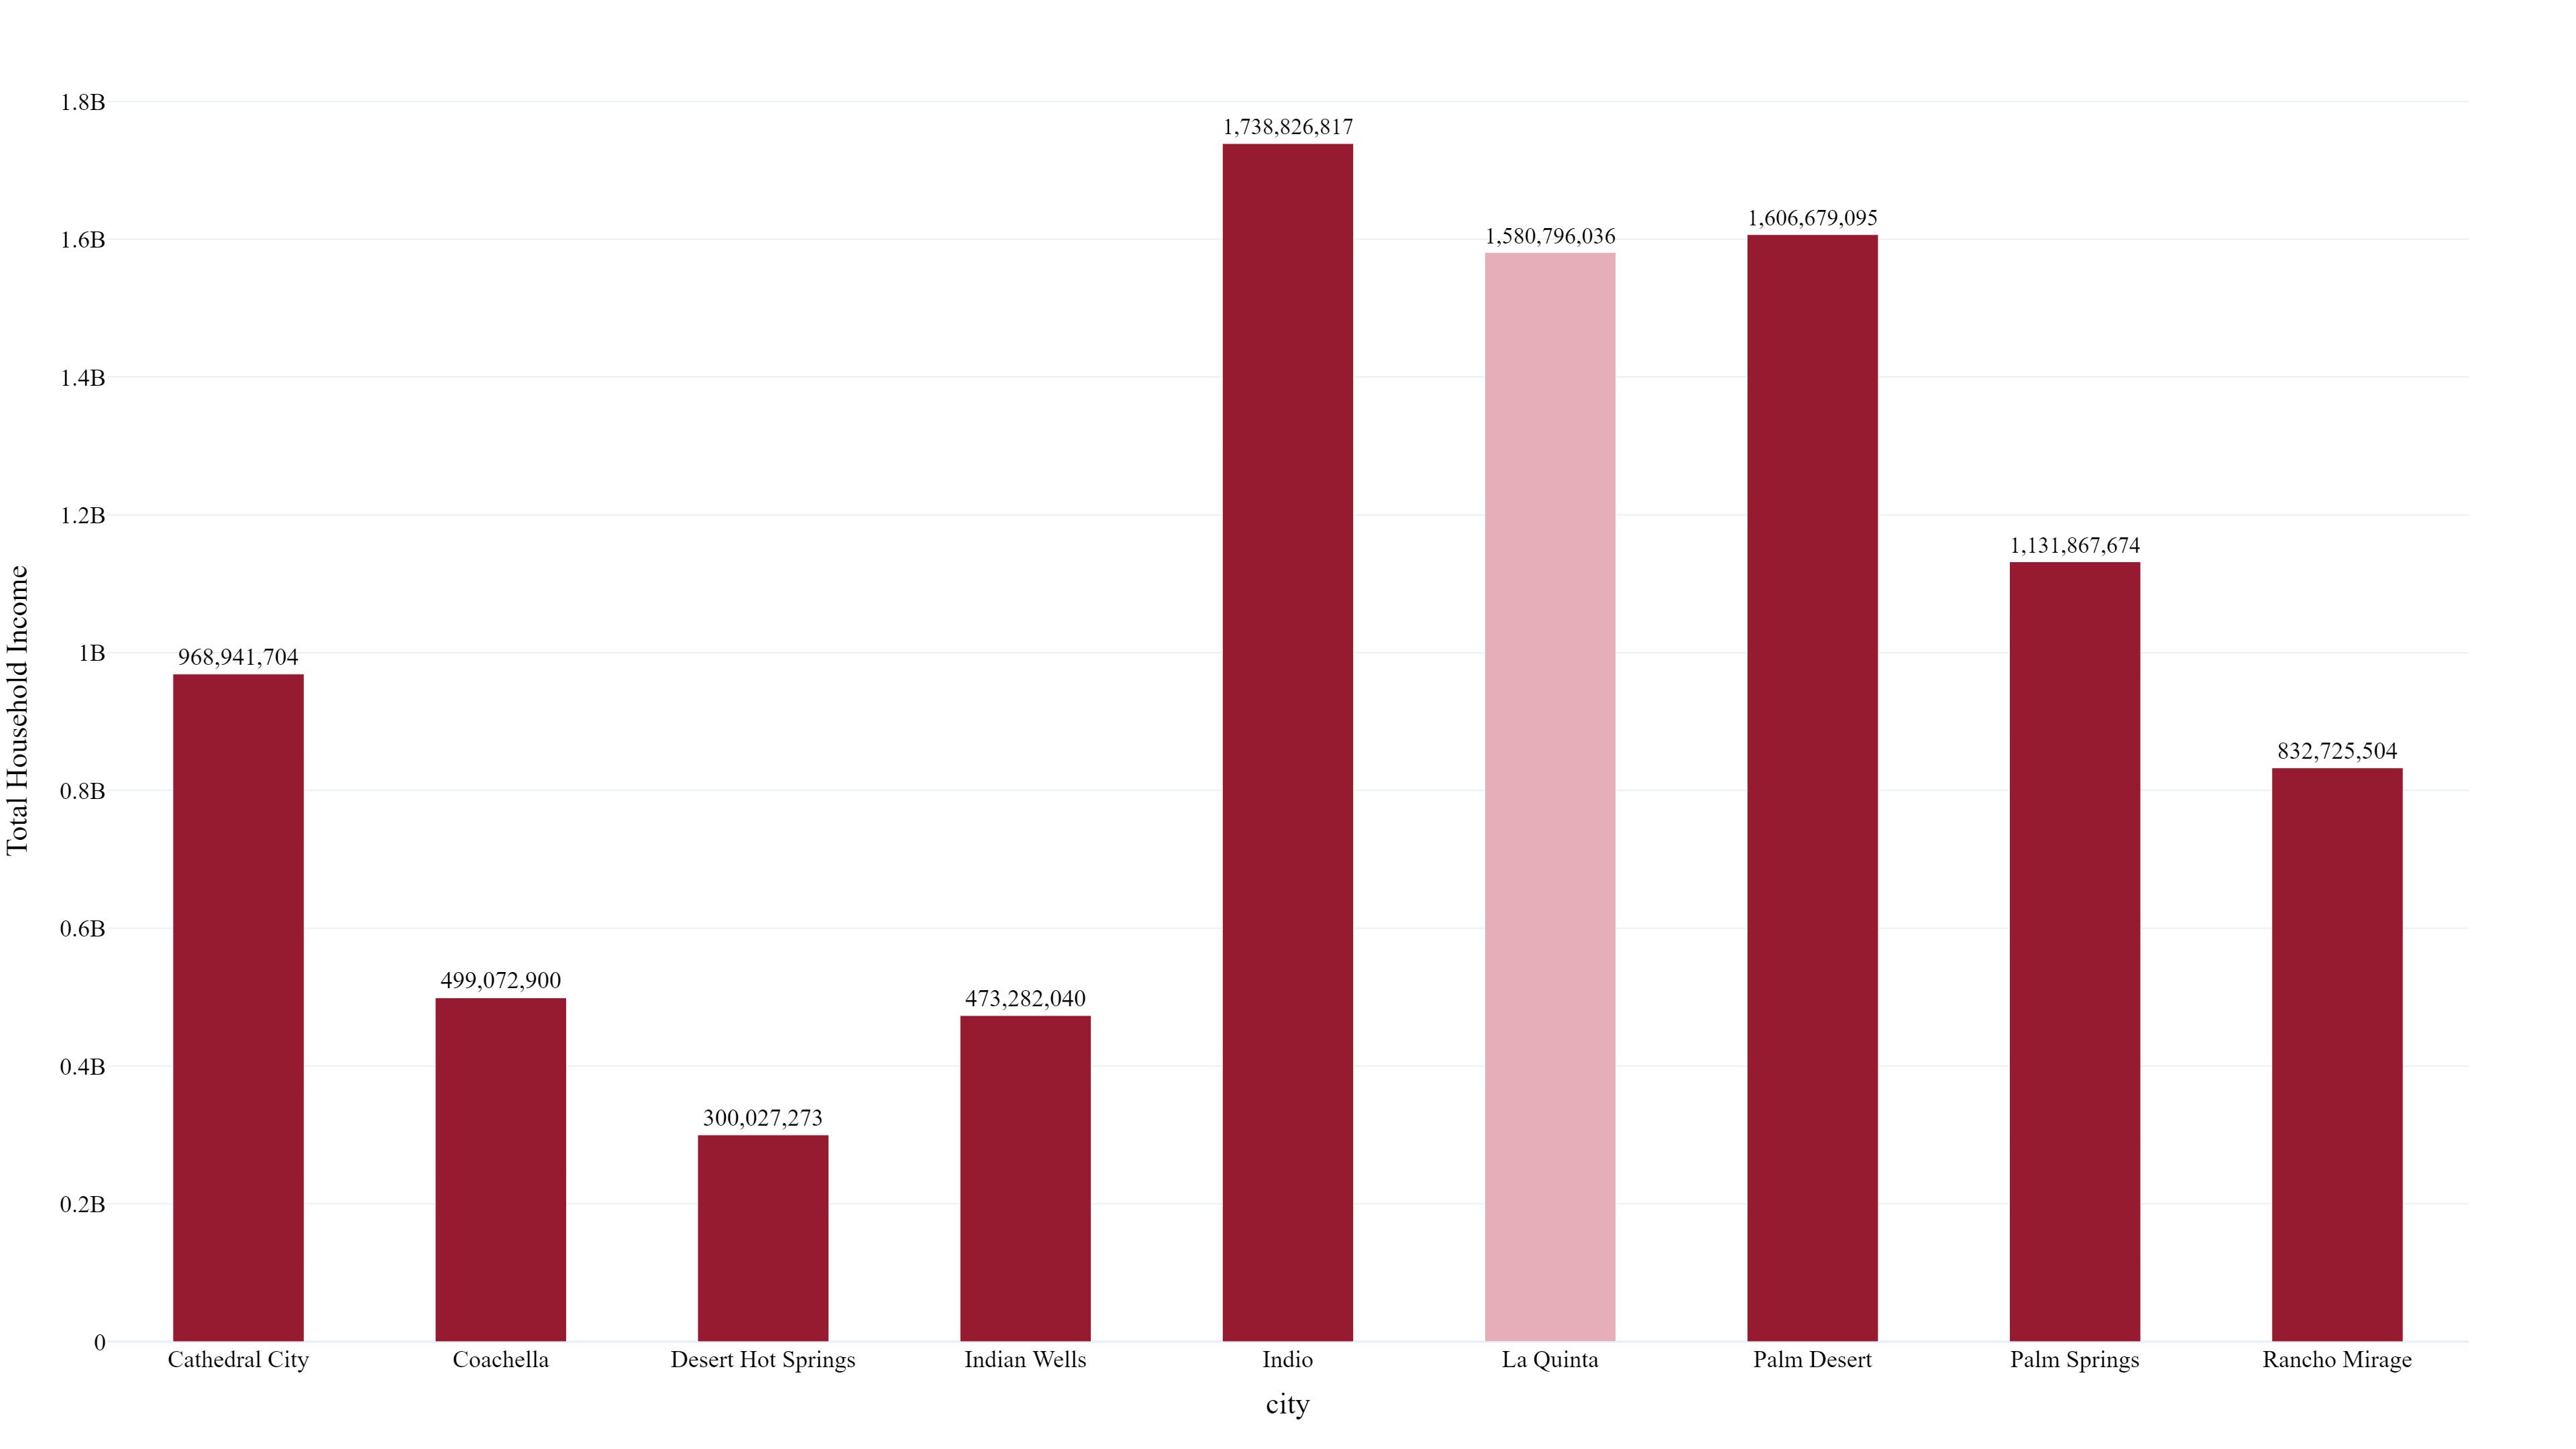 Total Household Income
1.8B
1.6B
1.4B
1.2B
1B
0.8B
0.6B
0.4B
0.2B
0
968,941,704
499,072,900
300,027,273
473,282,040
1,738,826,817
1,580,796,036
1,606,679,095
1,131,867,674
832,725,504
Cathedral City
Coachella
Desert Hot Springs
Indian Wells
Indio
La Quinta
Palm Desert
Palm Springs
Rancho Mirage
city